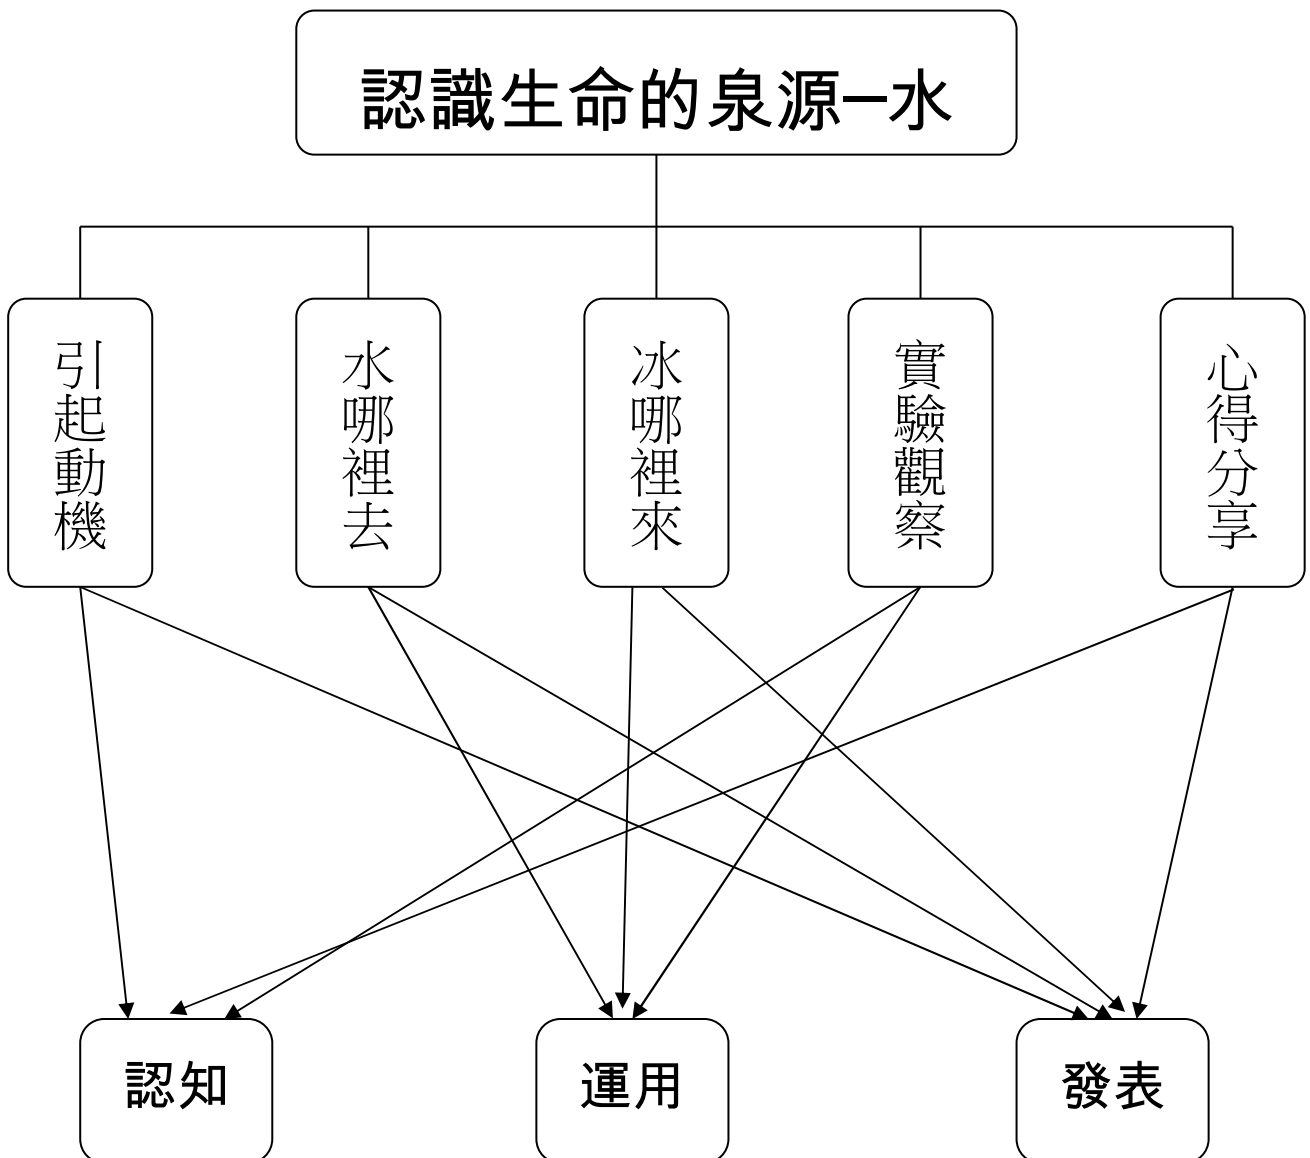 認識生命的泉源─水
引起動機
水哪裡去
冰哪裡來
實驗觀察
心得分享
認知
運用
發表